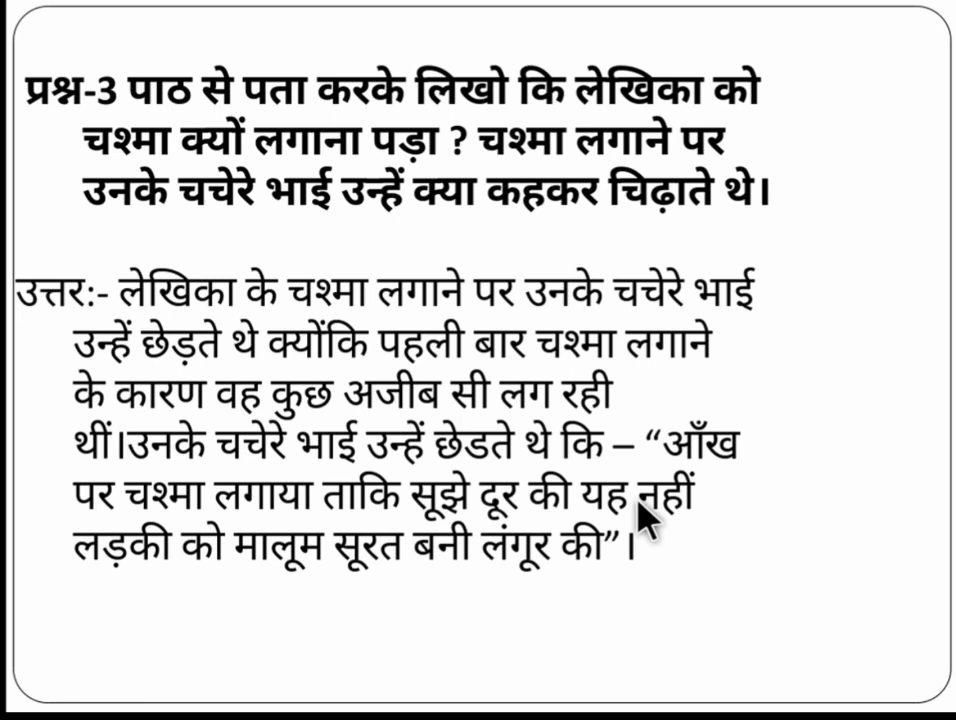 प्रश्न-3 पाठ से पता करके लिखो कि लेखिका को
चश्मा क्यों लगाना पड़ा ? चश्मा लगाने पर
उनके चचेरे भाई उन्हें क्या कहकर चिढ़ाते थे।
उत्तर:- लेखिका के चश्मा लगाने पर उनके चचेरे भाई
उन्हें छेड़ते थे क्योंकि पहली बार चश्मा लगाने
के कारण वह कुछ अजीब सी लग रही
थीं।उनके चचेरे भाई उन्हें छेडते थे कि – “आँख
पर चश्मा लगाया ताकि सूझे दूर की यह नहीं
लड़की को मालूम सूरत बनी लंगूर की”।